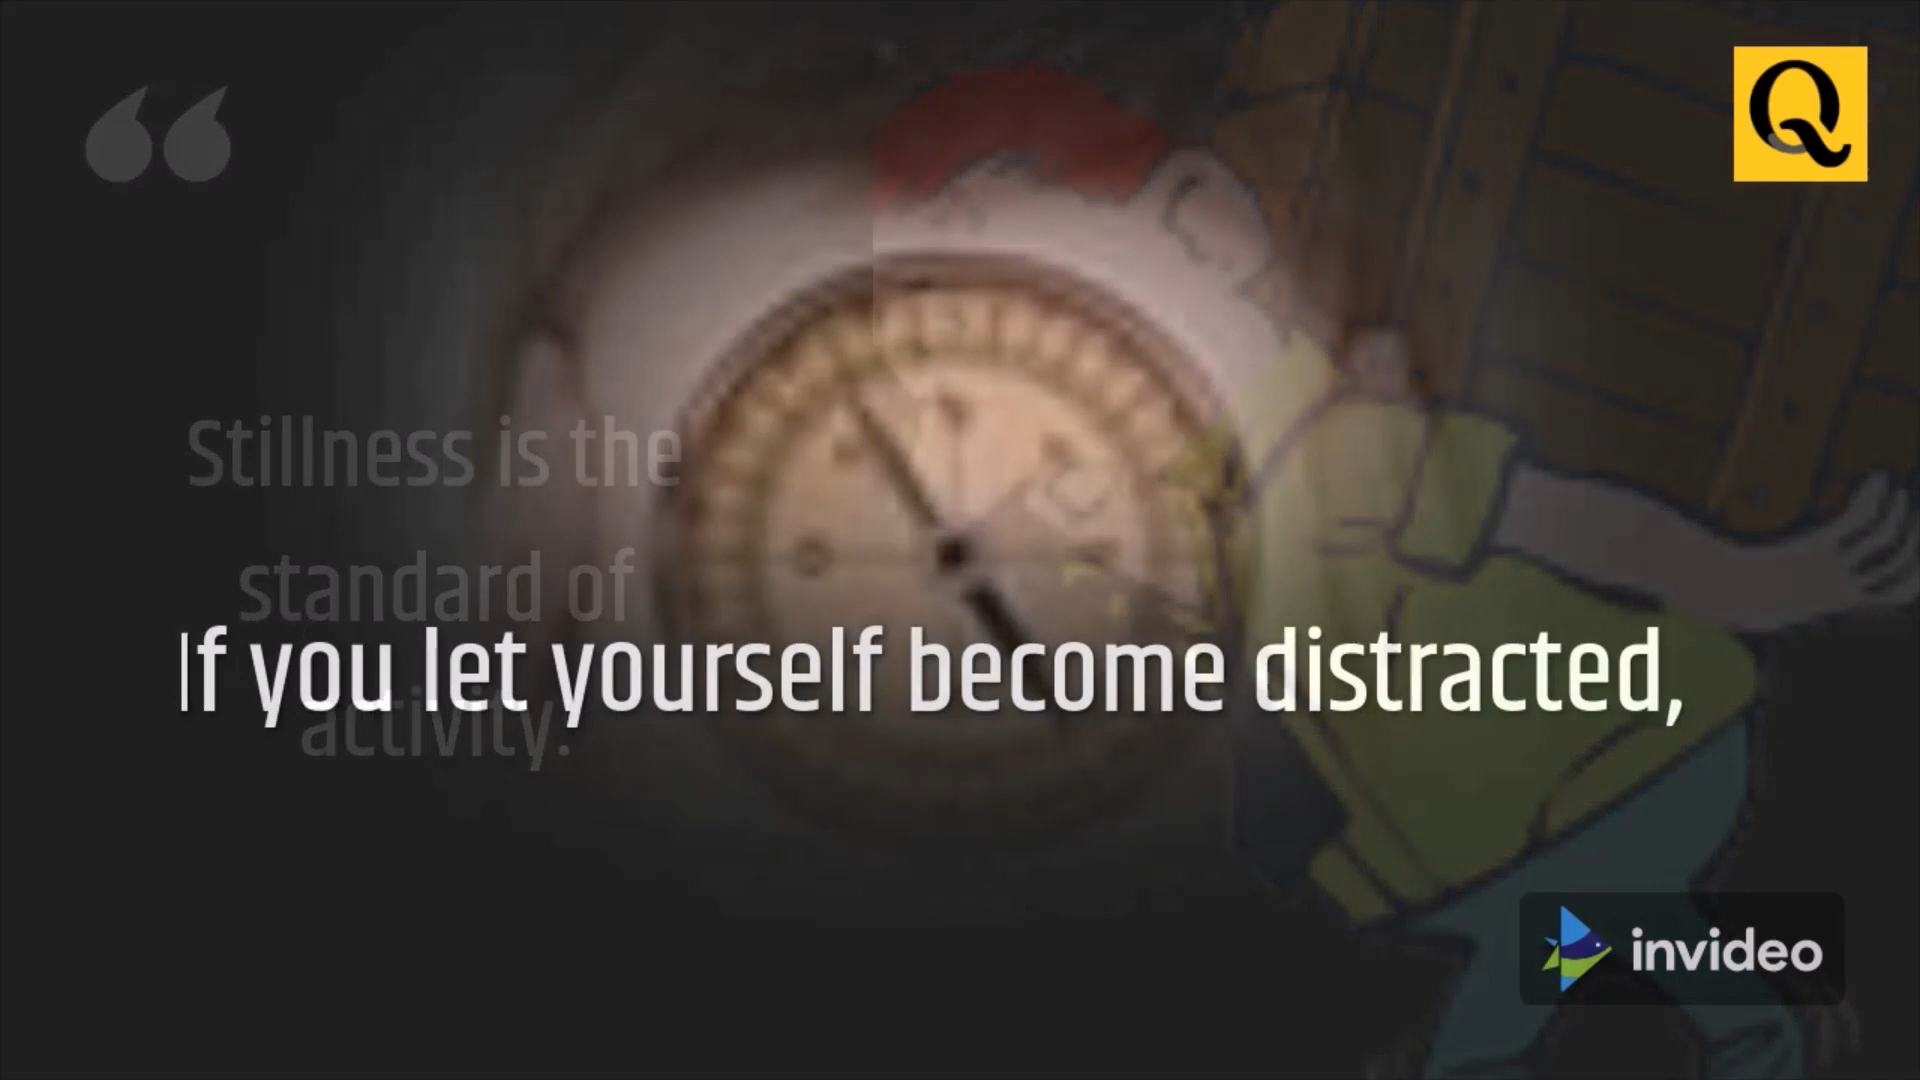 Q
Stillness is the
standard of
activity.
If you let yourself become distracted,
invideo